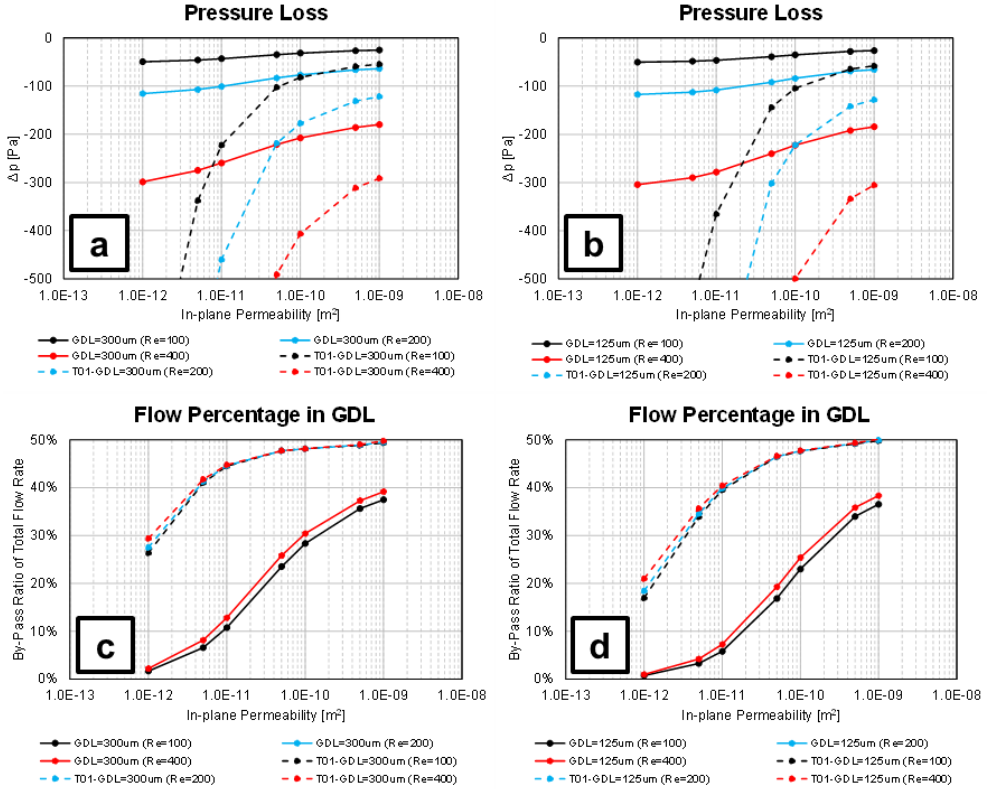 Pressure Loss
0
-100
-200
-300
-400
-500
Δp [Pa]
a
1.0E-13 1.0E-12 1.0E-11 1.0E-10 1.0E-09 1.0E-08
In-plane Permeability [m²]
GDL=300um (Re=100) GDL=300um (Re=200)
GDL=300um (Re=400) T01-GDL=300um (Re=100)
T01-GDL=300um (Re=200) T01-GDL=300um (Re=400)
Pressure Loss
0
-100
-200
-300
-400
-500
Δp [Pa]
b
1.0E-13 1.0E-12 1.0E-11 1.0E-10 1.0E-09 1.0E-08
In-plane Permeability [m²]
GDL=125um (Re=100) GDL=125um (Re=200)
GDL=125um (Re=400) T01-GDL=125um (Re=100)
T01-GDL=125um (Re=200) T01-GDL=125um (Re=400)
Flow Percentage in GDL
50%
40%
30%
20%
10%
0%
By-Pass Ratio of Total Flow Rate
c
1.0E-13 1.0E-12 1.0E-11 1.0E-10 1.0E-09 1.0E-08
In-plane Permeability [m²]
GDL=300um (Re=100) GDL=300um (Re=200)
GDL=300um (Re=400) T01-GDL=300um (Re=100)
T01-GDL=300um (Re=200) T01-GDL=300um (Re=400)
Flow Percentage in GDL
50%
40%
30%
20%
10%
0%
By-Pass Ratio of Total Flow Rate
d
1.0E-13 1.0E-12 1.0E-11 1.0E-10 1.0E-09 1.0E-08
In-plane Permeability [m²]
GDL=125um (Re=100) GDL=125um (Re=200)
GDL=125um (Re=400) T01-GDL=125um (Re=100)
T01-GDL=125um (Re=200) T01-GDL=125um (Re=400)